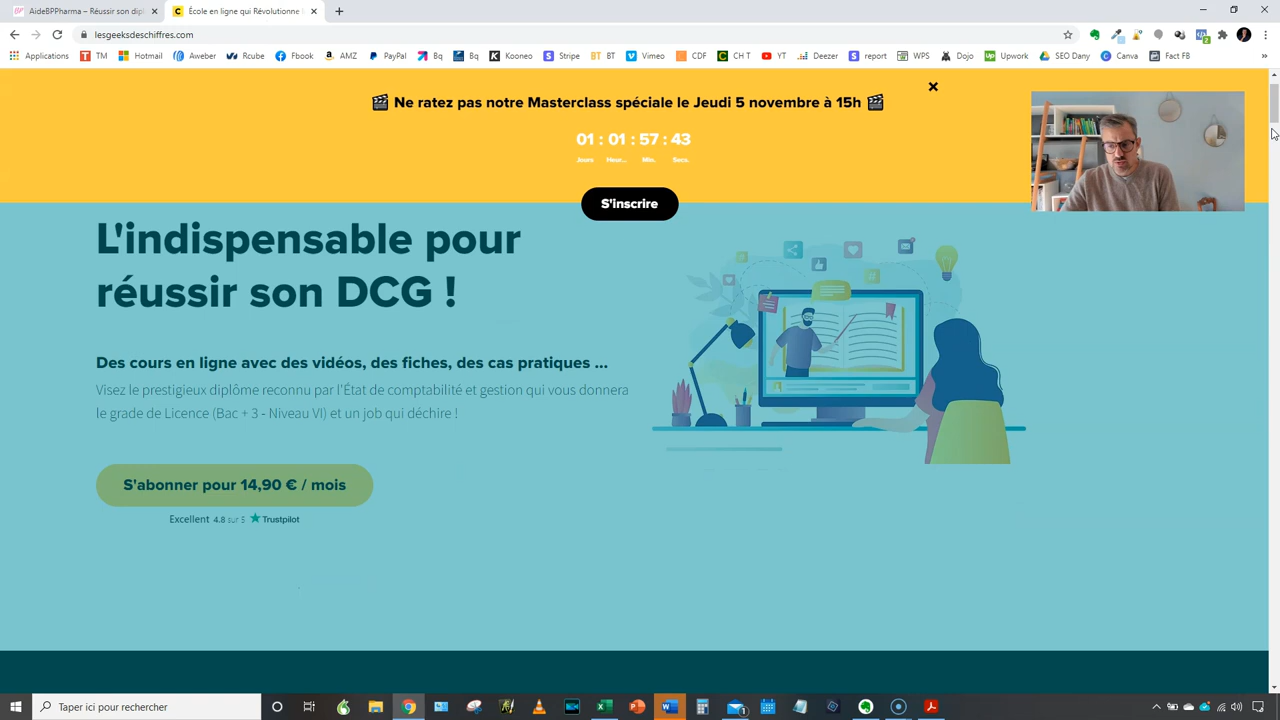 AideBPPharma – Réussir son dipl
École en ligne qui Révolutionne
lesgeeksdeschiffres.com
Applications TM Hotmail Aweber Rcube Ebook AMZ PayPal Bq Bq Kooneo Stripe BT BT Vimeo CDF CH T YT Deezer report WPS Dojo Upwork SEO Dany Canva Fact FB »
Ne ratez pas notre Masterclass spéciale le Jeudi 5 novembre à 15h
01 : 01 : 57 : 43
Jours Heur... Min. Secs.
S'inscrire
L'indispensable pour
réussir son DCG !
Des cours en ligne avec des vidéos, des fiches, des cas pratiques ...
Visez le prestigieux diplôme reconnu par l'État de comptabilité et gestion qui vous donnera
le grade de Licence (Bac + 3 - Niveau VI) et un job qui déchire !
S'abonner pour 14,90 € / mois
Excellent 4.8 sur 5 Trustpilot
Taper ici pour rechercher